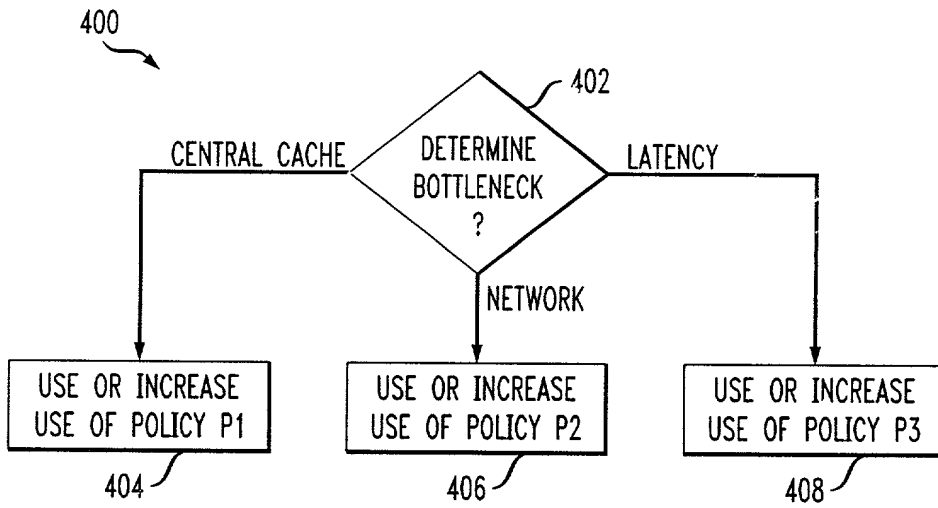 400
402
CENTRAL CACHE
DETERMINE
BOTTLENECK
?
LATENCY
NETWORK
USE OR INCREASE
USE OF POLICY P1
USE OR INCREASE
USE OF POLICY P2
USE OR INCREASE
USE OF POLICY P3
404
406
408